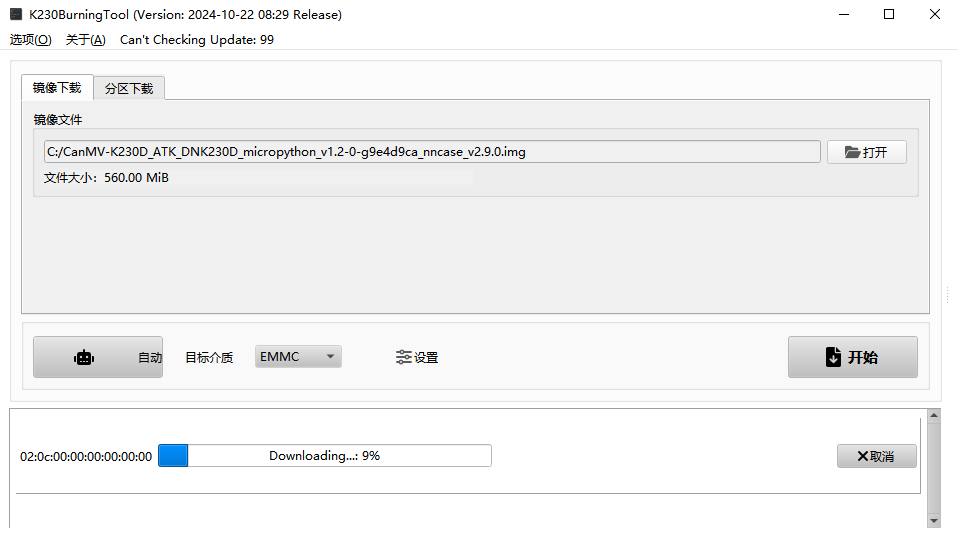 K230BurningTool (Version: 2024-10-22 08:29 Release)
选项(O) 关于(A) Can't Checking Update: 99
镜像下载 分区下载
镜像文件
C:/CanMV-K230D_ATK_DNK230D_micropython_v1.2-0-g9e4d9ca_nncase_v2.9.0.img 打开
文件大小: 560.00 MiB
自动 目标介质 EMMC 设置 开始
02:0c:00:00:00:00:00:00 Downloading...: 9% 取消